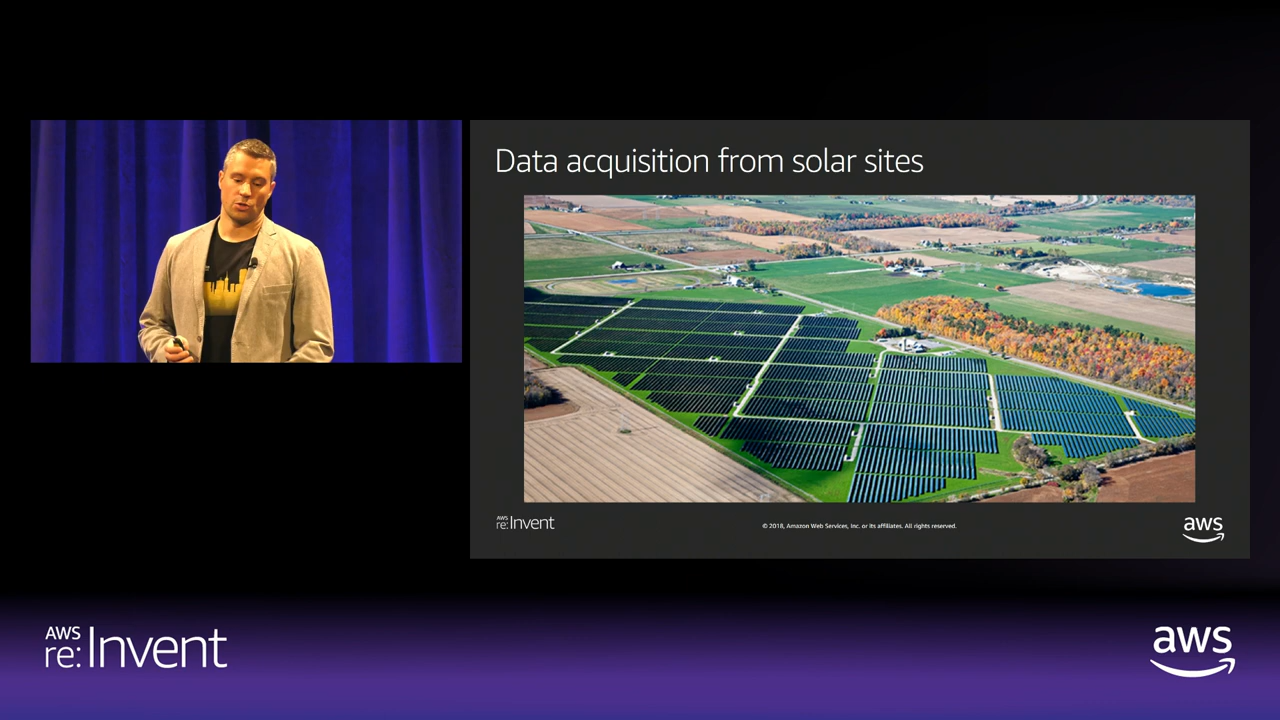 Data acquisition from solar sites
AWS
re:Invent
© 2018, Amazon Web Services, Inc. or its affiliates. All rights reserved.
aws
AWS
re:Invent
aws